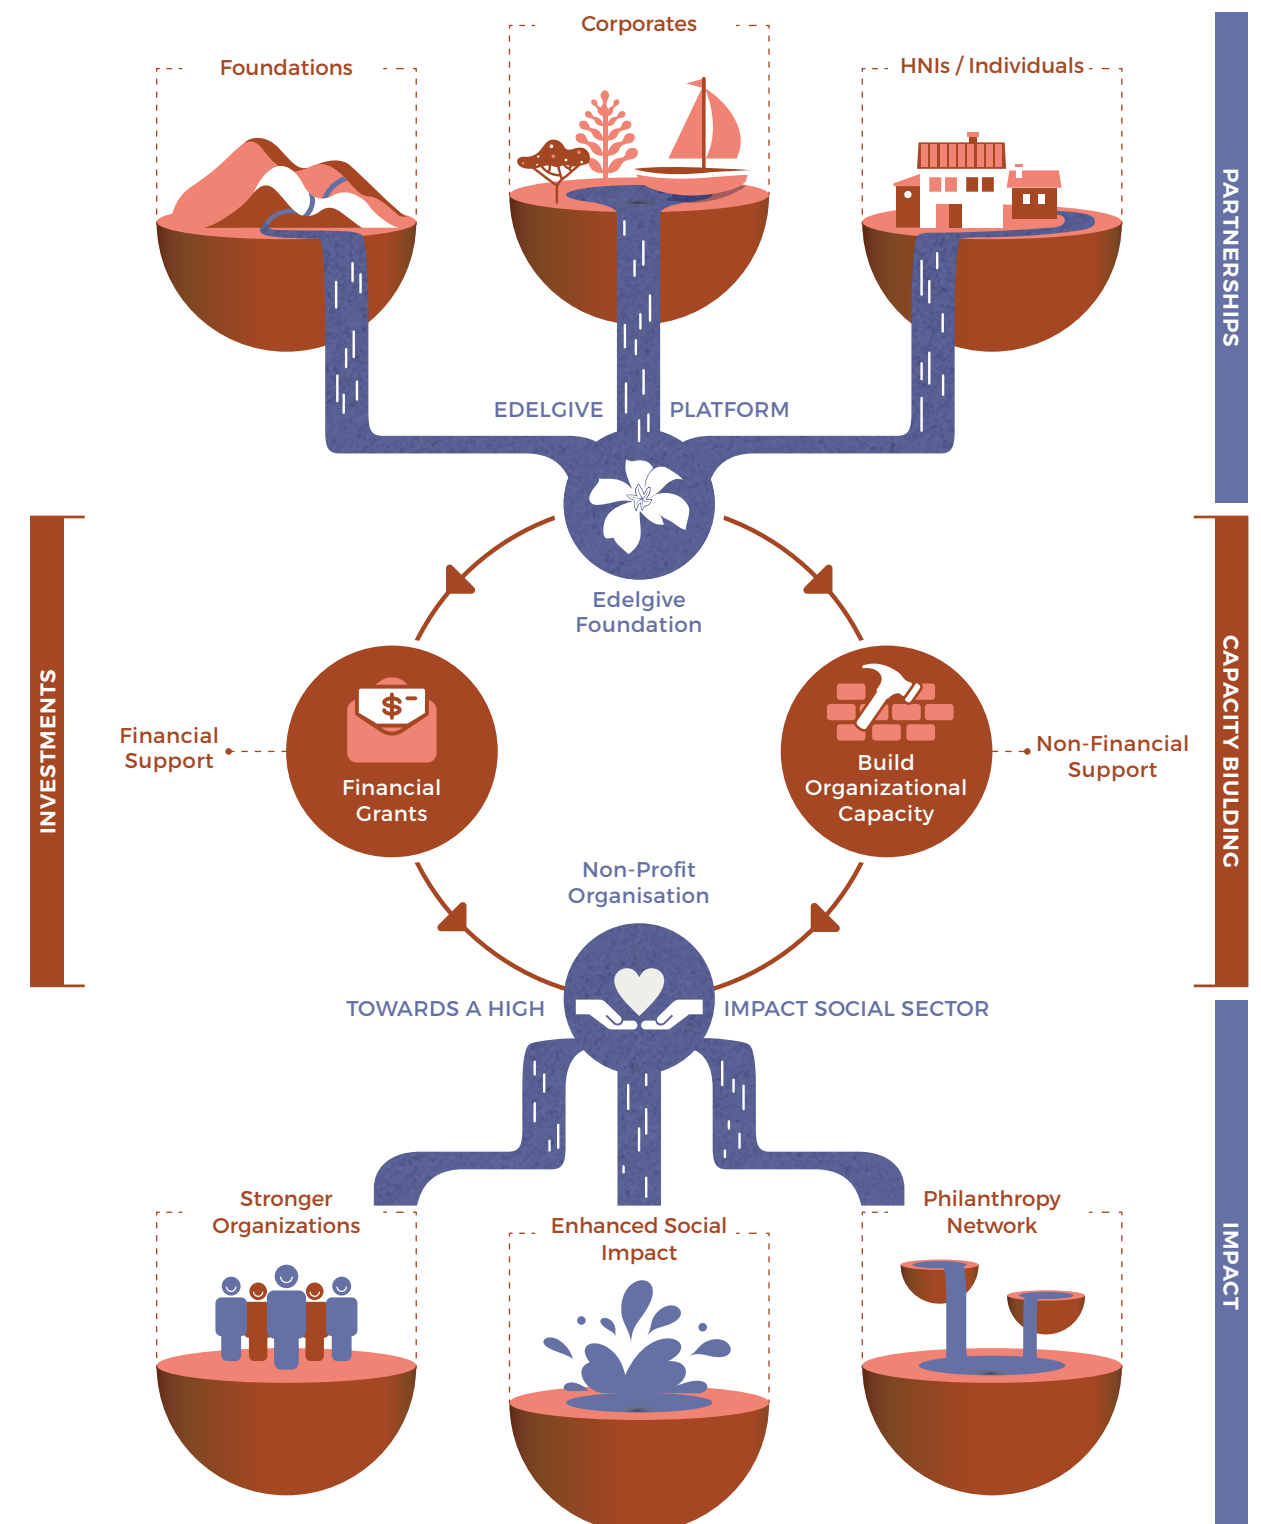 Corporates
Foundations
HNIs / Individuals
PARTNERSHIPS
EDELGIVE PLATFORM
Edelgive
Foundation
INVESTMENTS
CAPACITY BIULDING
Financial
Support
$
Financial
Grants
Build
Organizational
Capacity
Non-Financial
Support
Non-Profit
Organisation
TOWARDS A HIGH IMPACT SOCIAL SECTOR
IMPACT
Stronger
Organizations
Enhanced Social
Impact
Philanthropy
Network